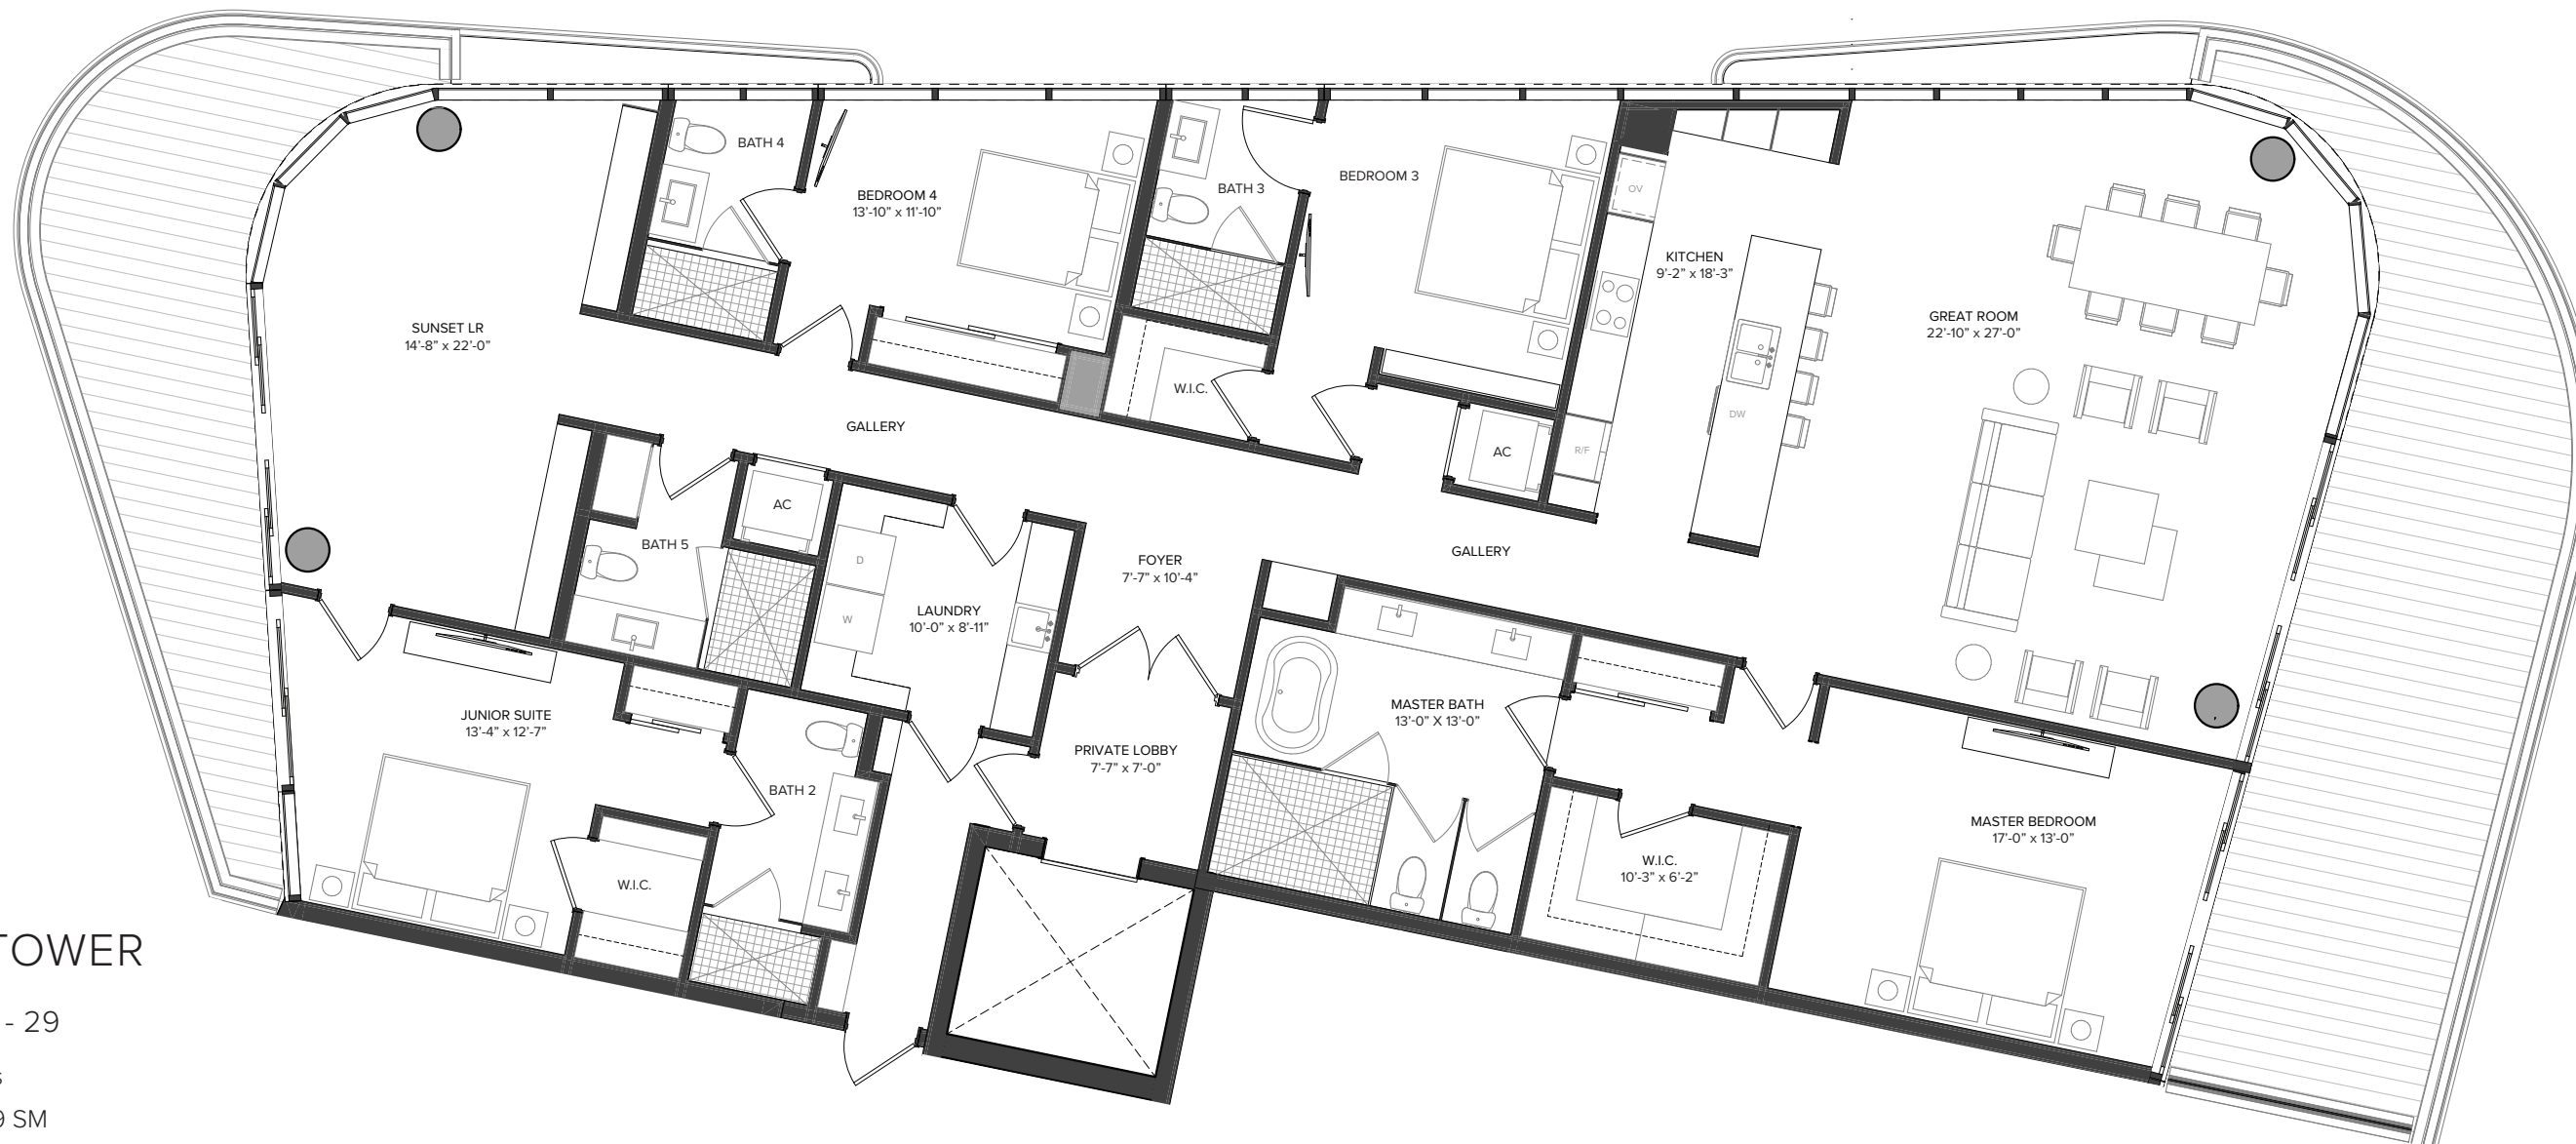 BATH 4
BEDROOM 4
13'-10" x 11'-10"
BATH 3
BEDROOM 3
OV
KITCHEN
9'-2" x 18'-3"
GREAT ROOM
22'-10" x 27'-0"
SUNSET LR
14'-8" x 22'-0"
W.I.C.
DW
GALLERY
AC
R/F
AC
BATH 5
D
W
LAUNDRY
10'-0" x 8'-11"
FOYER
7'-7" x 10'-4"
GALLERY
JUNIOR SUITE
13'-4" x 12'-7"
BATH 2
PRIVATE LOBBY
7'-7" x 7'-0"
MASTER BATH
13'-0" X 13'-0"
MASTER BEDROOM
17'-0" x 13'-0"
W.I.C.
W.I.C.
10'-3" x 6'-2"
TOWER
- 29
s
9 SM